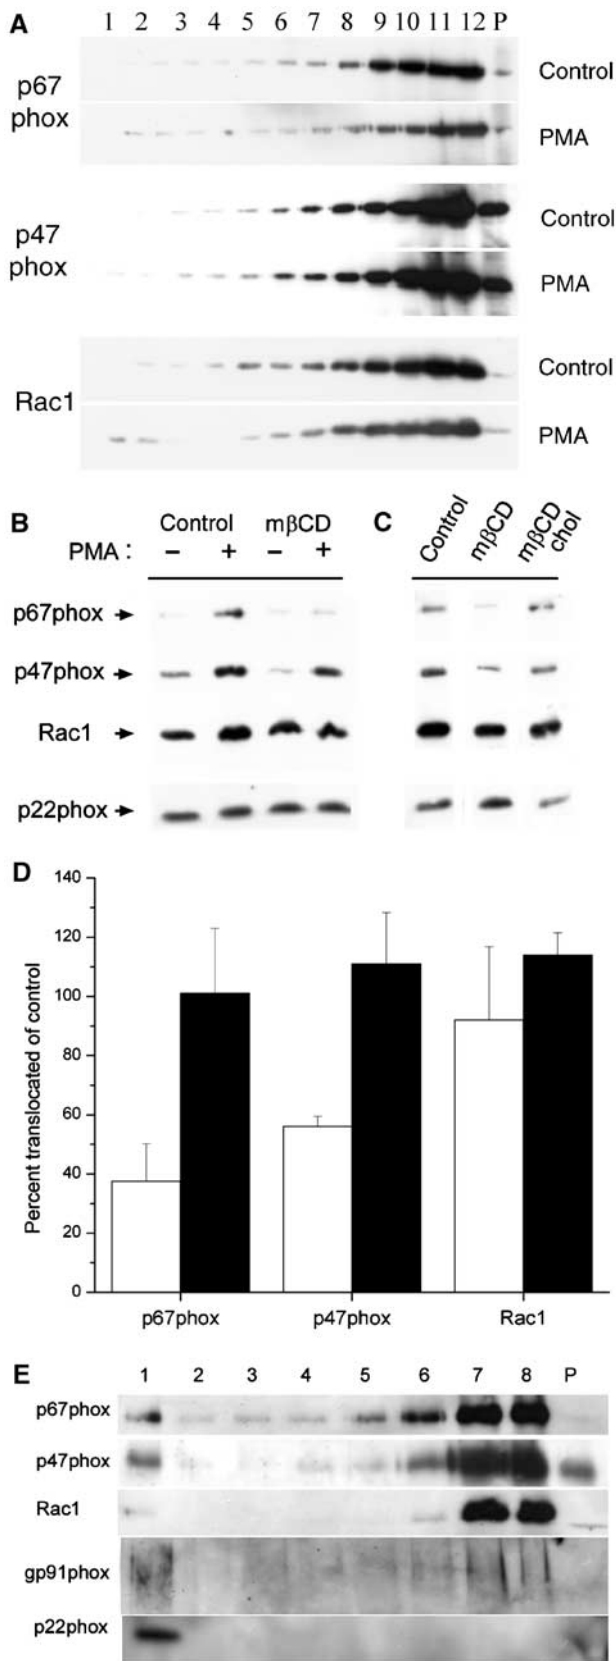 A 1 2 3 4 5 6 7 8 9 10 11 12 P
p67
phox
Control
PMA
p47
phox
Control
PMA
Rac1
Control
PMA
B Control mβCD
PMA : – + – +
C Control mβCD mβCD chol
p67phox
p47phox
Rac1
p22phox
D
140
120
100
80
60
40
20
0
Percent translocated of control
p67phox p47phox Rac1
E 1 2 3 4 5 6 7 8 P
p67phox
p47phox
Rac1
gp91phox
p22phox